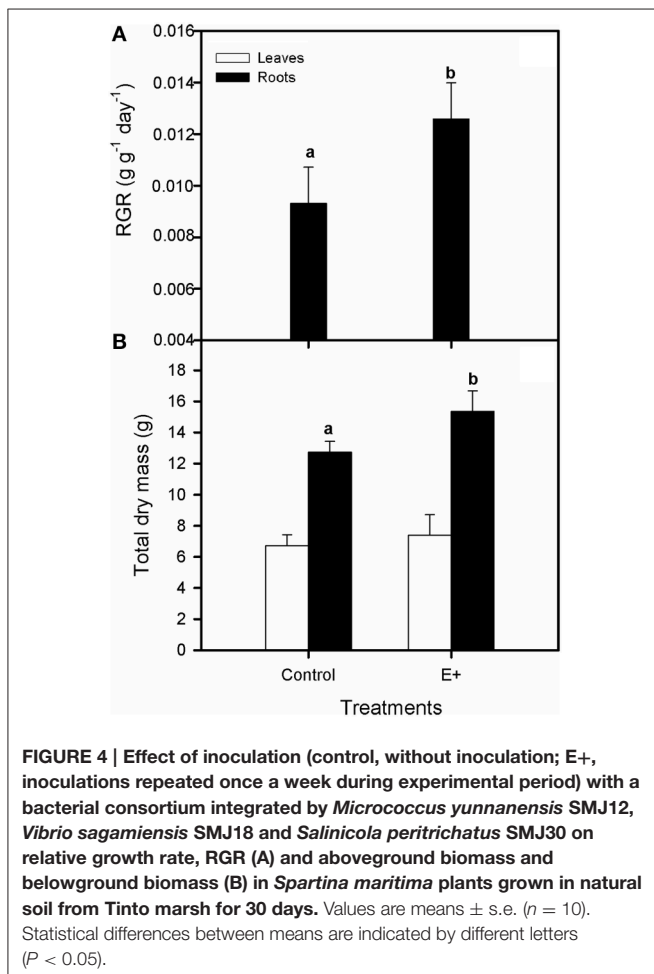 A
0.016
Leaves
Roots
b
0.014
0.012
a
0.010
0.008
0.006
0.004
RGR (g g⁻¹ day⁻¹)
B
18
16
14
12
10
8
6
4
2
0
b
a
Total dry mass (g)
Control
E+
Treatments
FIGURE 4 | Effect of inoculation (control, without inoculation; E+,
inoculations repeated once a week during experimental period) with a
bacterial consortium integrated by Micrococcus yunnanensis SMJ12,
Vibrio sagamiensis SMJ18 and Salinicola peritrichatus SMJ30 on
relative growth rate, RGR (A) and aboveground biomass and
belowground biomass (B) in Spartina maritima plants grown in natural
soil from Tinto marsh for 30 days. Values are means ± s.e. (n = 10).
Statistical differences between means are indicated by different letters
(P < 0.05).